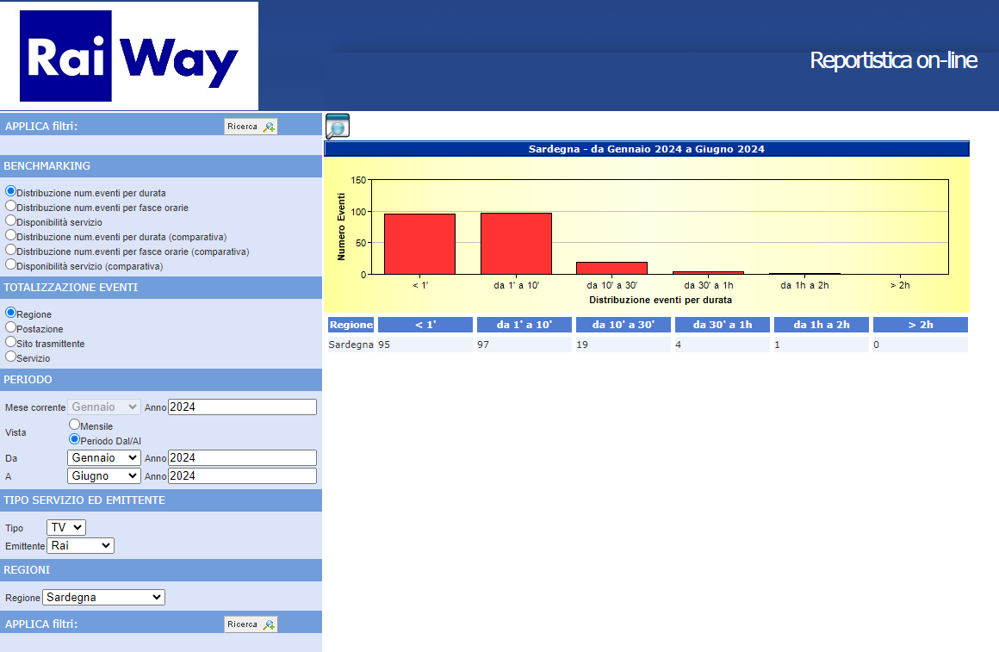 Rai Way
Reportistica on-line
APPLICA filtri:
Ricerca
BENCHMARKING
Distribuzione num.eventi per durata
Distribuzione num.eventi per fasce orarie
Disponibilità servizio
Distribuzione num.eventi per durata (comparativa)
Distribuzione num.eventi per fasce orarie (comparativa)
Disponibilità servizio (comparativa)
TOTALIZZAZIONE EVENTI
Regione
Postazione
Sito trasmittente
Servizio
PERIODO
Mese corrente Gennaio Anno 2024
Vista
Mensile
Periodo Dal/Al
Da Gennaio Anno 2024
A Giugno Anno 2024
TIPO SERVIZIO ED EMITTENTE
Tipo TV
Emittente Rai
REGIONI
Regione Sardegna
APPLICA filtri:
Ricerca
Sardegna - da Gennaio 2024 a Giugno 2024
Numero Eventi
150
100
50
0
< 1' da 1' a 10' da 10' a 30' da 30' a 1h da 1h a 2h > 2h
Distribuzione eventi per durata
Regione < 1' da 1' a 10' da 10' a 30' da 30' a 1h da 1h a 2h > 2h
Sardegna 95 97 19 4 1 0